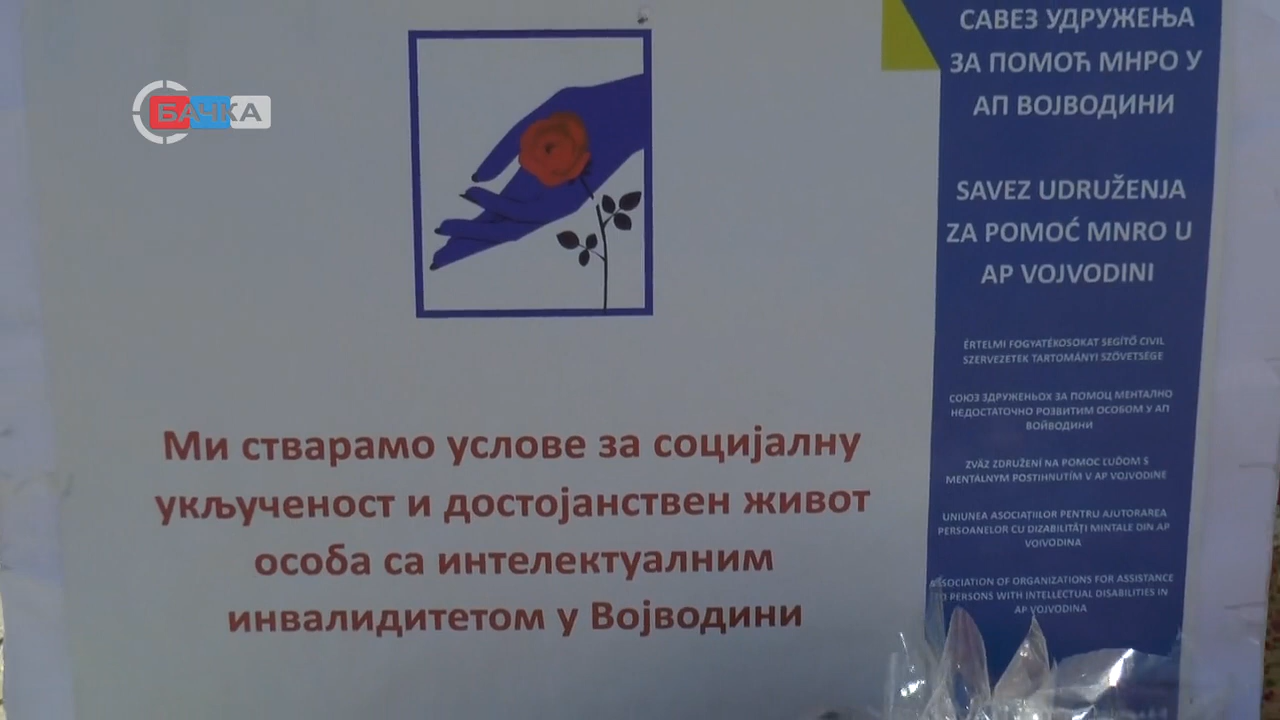 БАЧКА
Ми стварамо услове за социјалну
укљученост и достојанствен живот
особа са интелектуалним
инвалидитетом у Војводини
САВЕЗ УДРУЖЕЊА
ЗА ПОМОЋ МНРО У
АП ВОЈВОДИНИ
SAVEZ UDRUŽENJA
ZA POMOĆ MNRO U
AP VOJVODINI
ÉRTELMI FOGYATÉKOSOKAT SEGÍTŐ CIVIL
SZERVEZETEK TARTOMÁNYI SZÖVETSÉGE
СОЮЗ ЗДРУЖЕНЬОХ ЗА ПОМОЦ МЕНТАЛНО
НЕДОСТАТОЧНО РОЗВИТИМ ОСОБОМ У АП
ВОЙВОДИНИ
ZVÄZ ZDRUŽENÍ NA POMOC ĽUĎOM S
MENTÁLNYM POSTIHNUTÍM V AP VOJVODINE
UNIUNEA ASOCIAȚIILOR PENTRU AJUTORAREA
PERSOANELOR CU DIZABILITĂȚI MINTALE DIN AP
VOIVODINA
ASSOCIATION OF ORGANIZATIONS FOR ASSISTANCE
TO PERSONS WITH INTELLECTUAL DISABILITIES IN
AP VOJVODINA